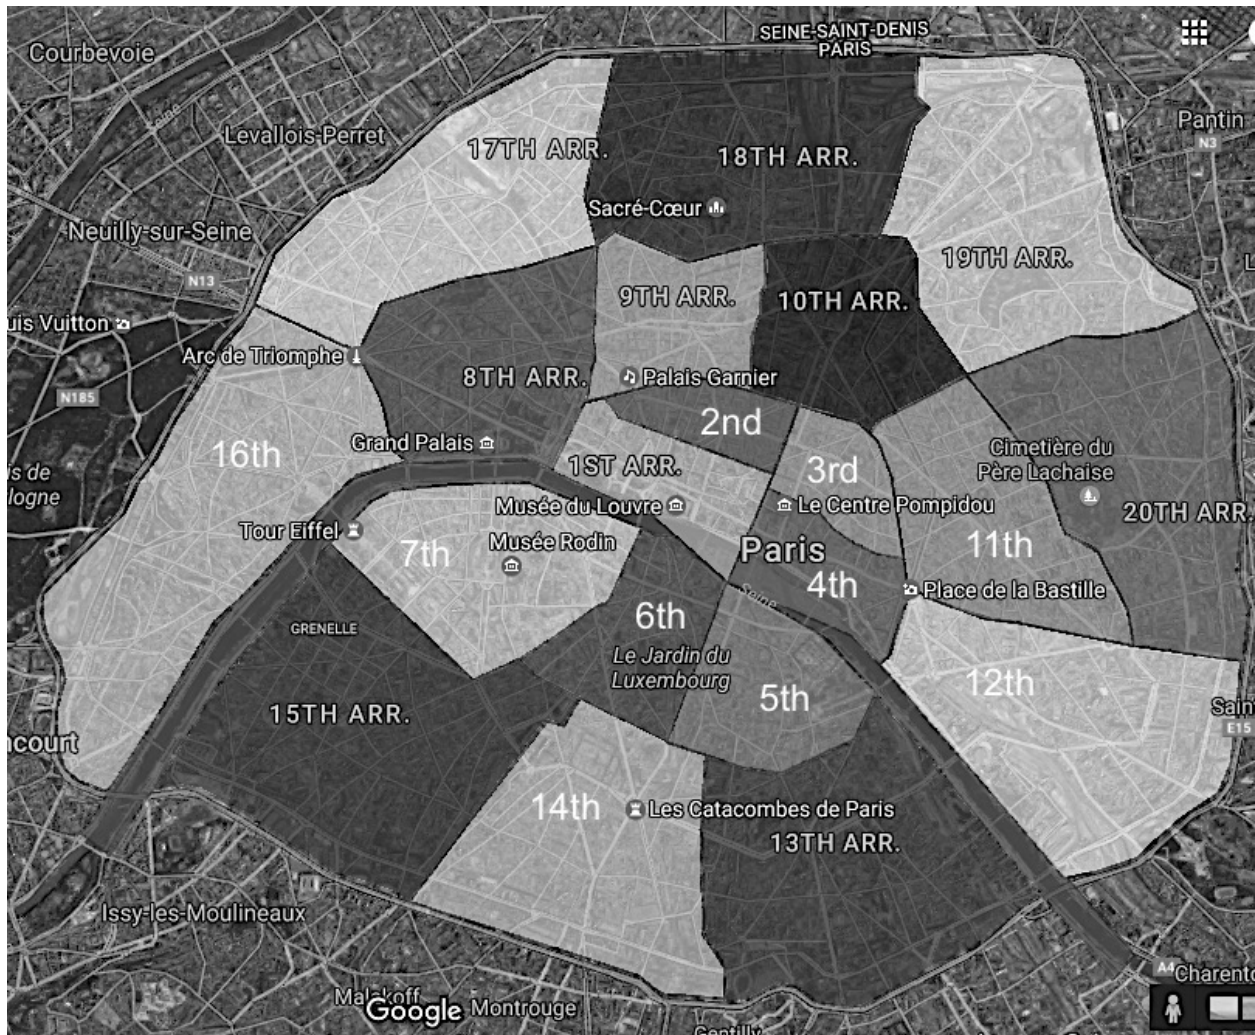 SEINE-SAINT-DENIS
PARIS
Courbevoie
Seine
Levallois-Perret
Pantin
N3
17TH ARR.
18TH ARR.
Sacré-Cœur
Neuilly-sur-Seine
N13
19TH ARR.
9TH ARR.
10TH ARR.
uis Vuitton
Arc de Triomphe
8TH ARR.
Palais Garnier
N185
2nd
Grand Palais
16th
1ST ARR.
3rd
Cimetière du
Père Lachaise
is de
logne
Musée du Louvre
Le Centre Pompidou
20TH ARR.
Tour Eiffel
7th
Musée Rodin
Paris
11th
4th
Place de la Bastille
Seine
GRENELLE
6th
Le Jardin du
Luxembourg
5th
12th
15TH ARR.
Saint
E15
ncourt
14th
Les Catacombes de Paris
13TH ARR.
Issy-les-Moulineaux
A4
Charento
Malakoff
Google
Montrouge
Gentilly